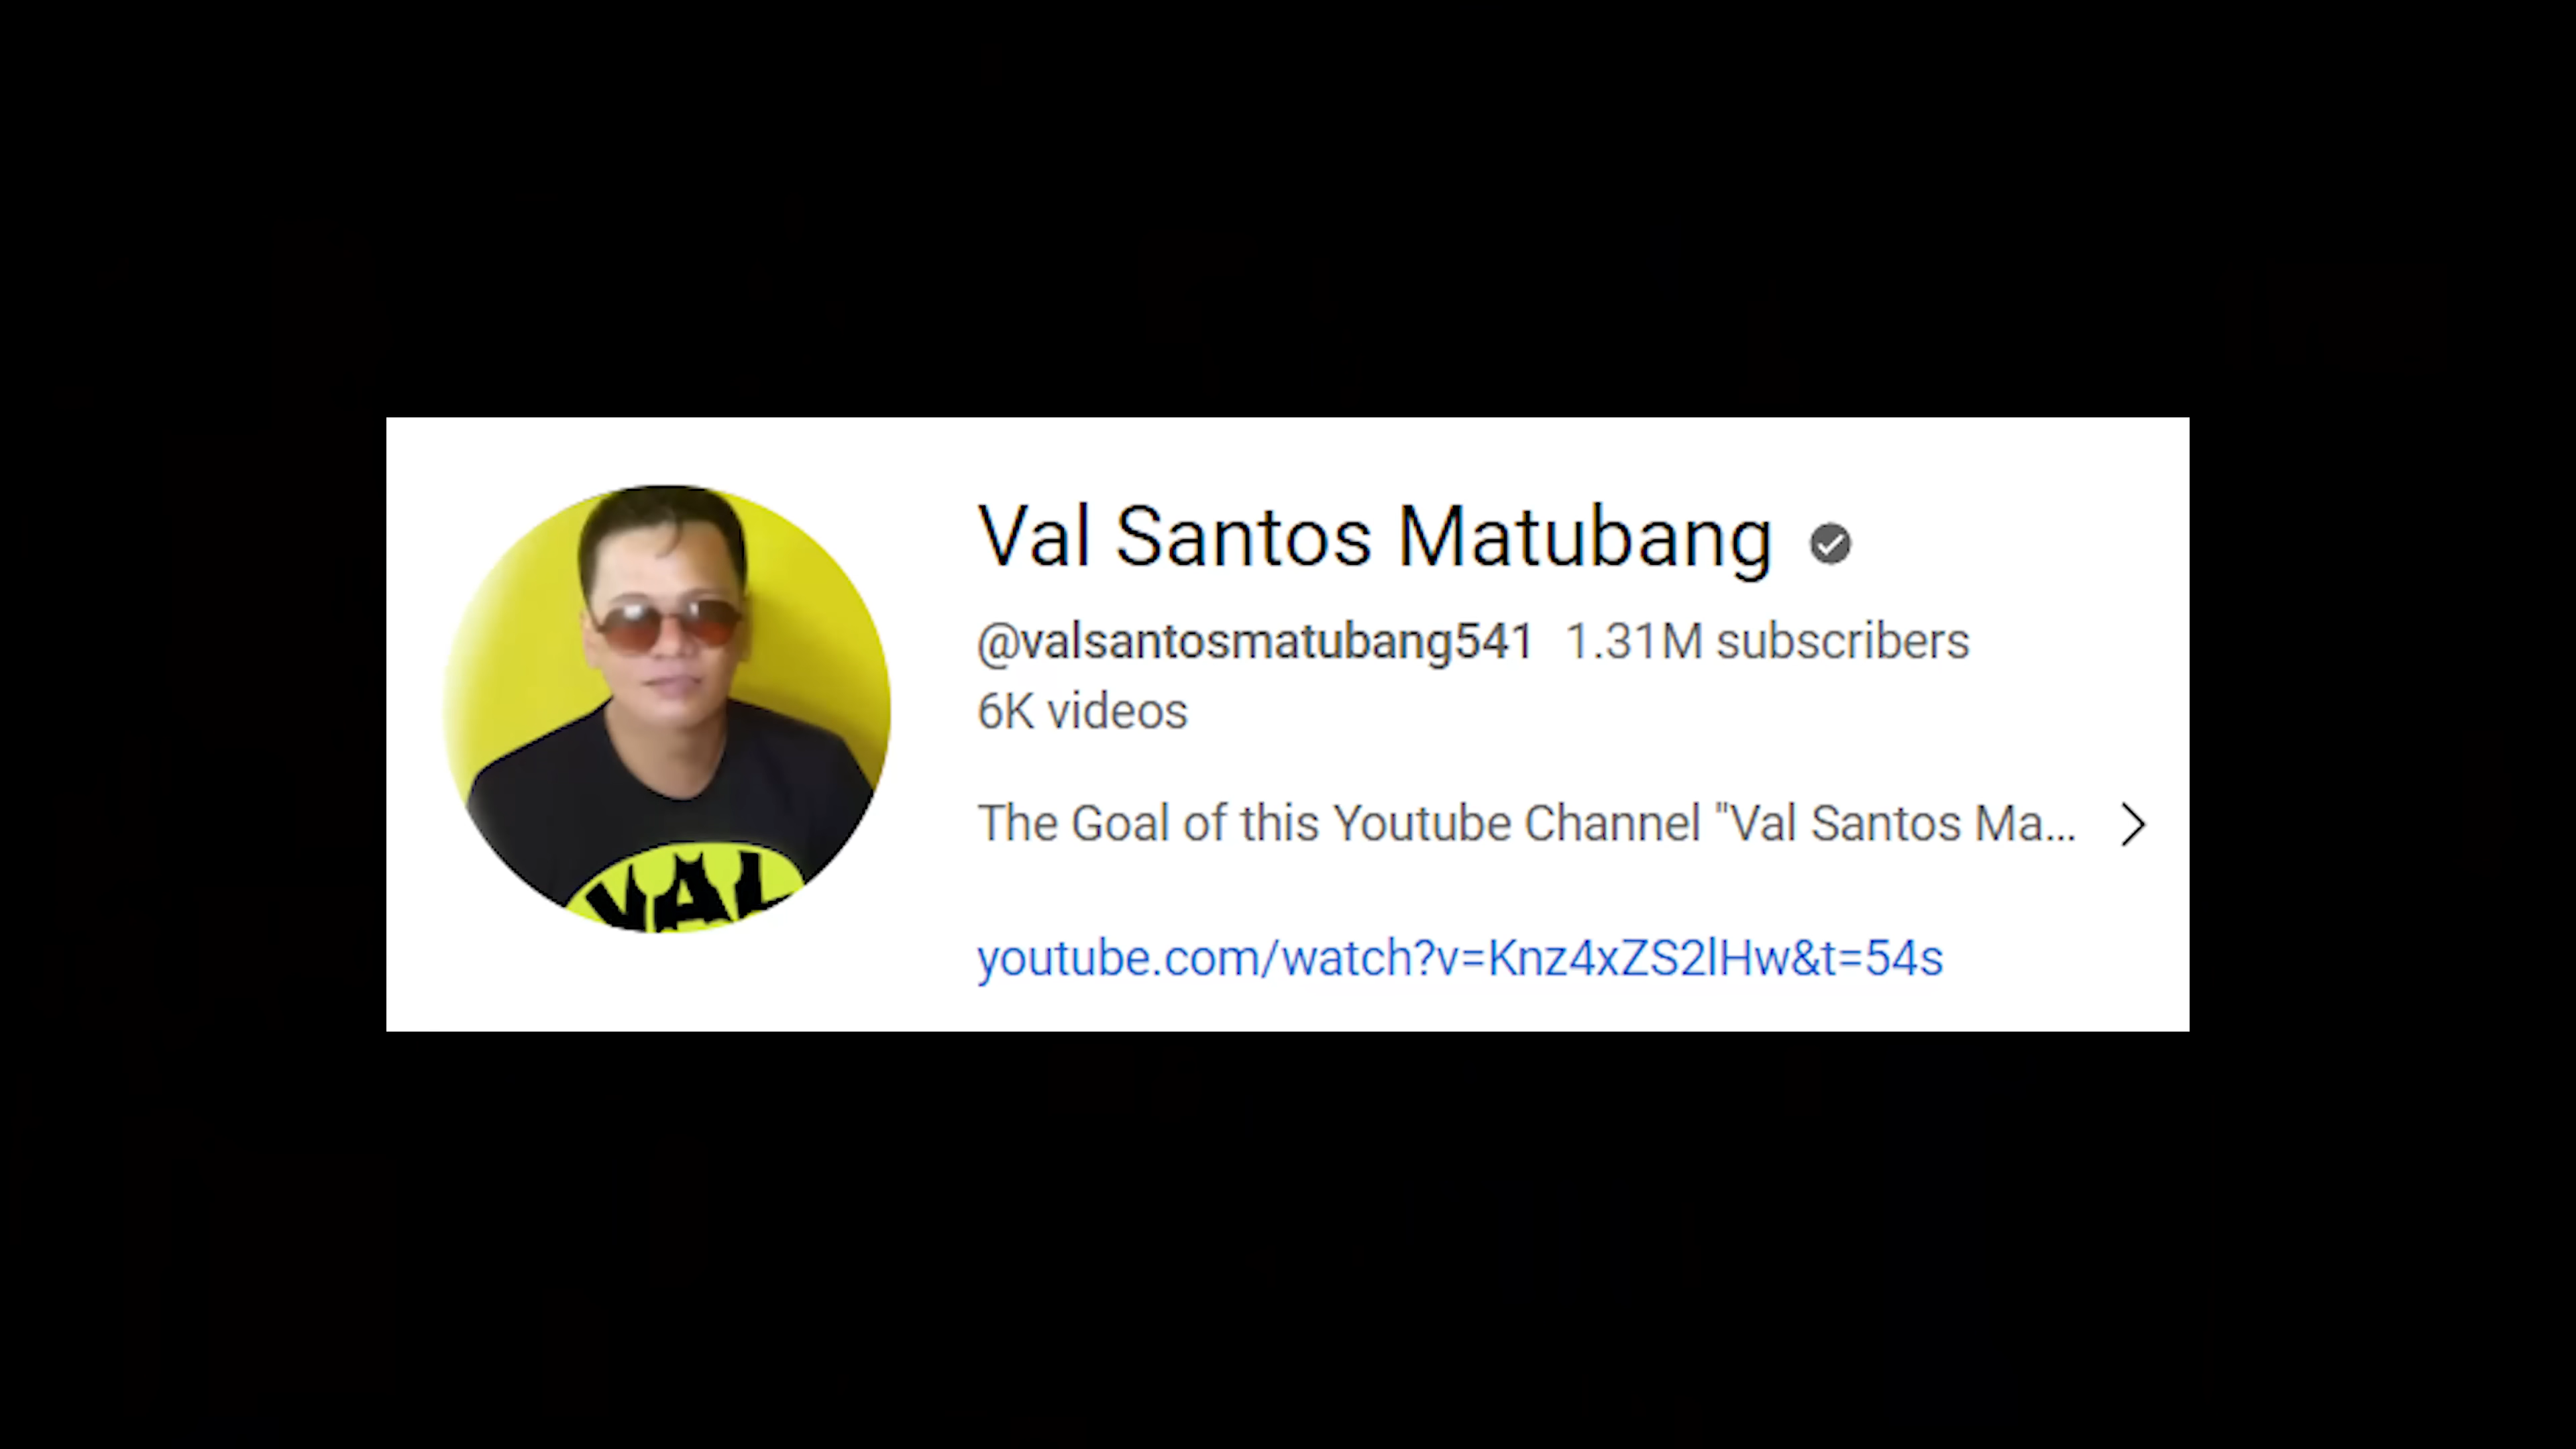 Val Santos Matubang
@valsantosmatubang541 1.31M subscribers
6K videos
The Goal of this Youtube Channel "Val Santos Ma...
youtube.com/watch?v=Knz4xZS2lHw&t=54s
VAL